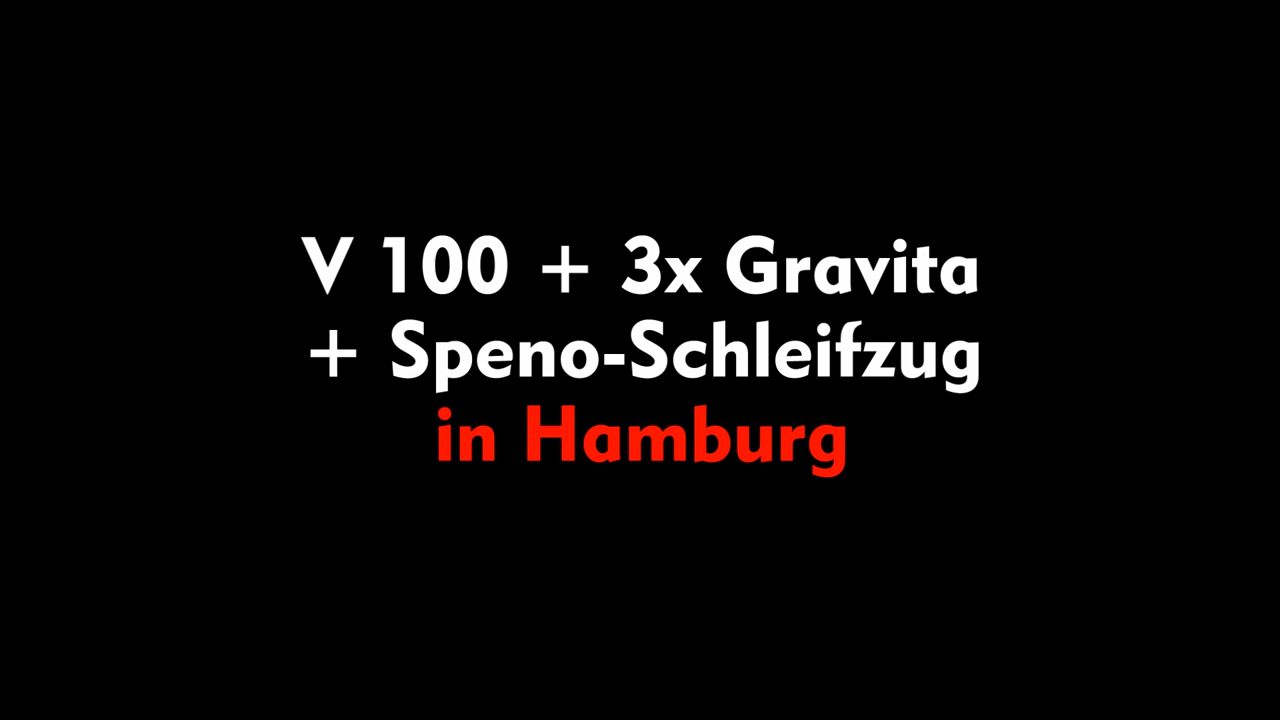 V 100 + 3x Gravita
+ Speno-Schleifzug
in Hamburg